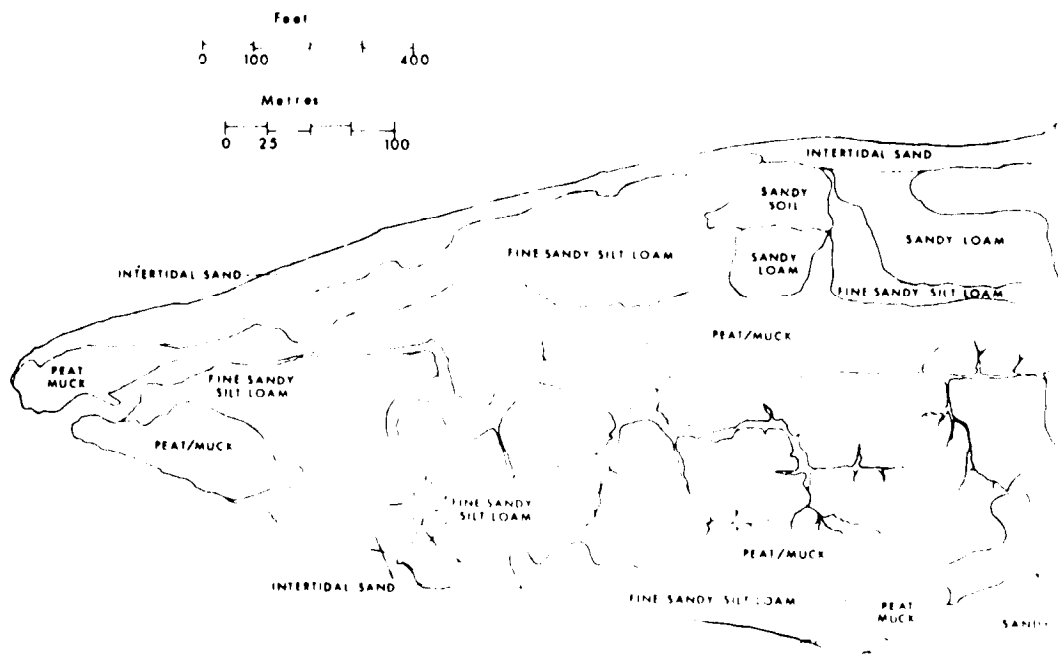 Feet
0 100 400
Metres
0 25 100
INTERTIDAL SAND
SANDY
SOIL
FINE SANDY SILT LOAM
SANDY
LOAM
SANDY LOAM
INTERTIDAL SAND
FINE SANDY SILT LOAM
PEAT/MUCK
PEAT
MUCK
FINE SANDY
SILT LOAM
PEAT/MUCK
FINE SANDY
SILT LOAM
PEAT/MUCK
INTERTIDAL SAND
FINE SANDY SILT LOAM
PEAT
MUCK
SANDY